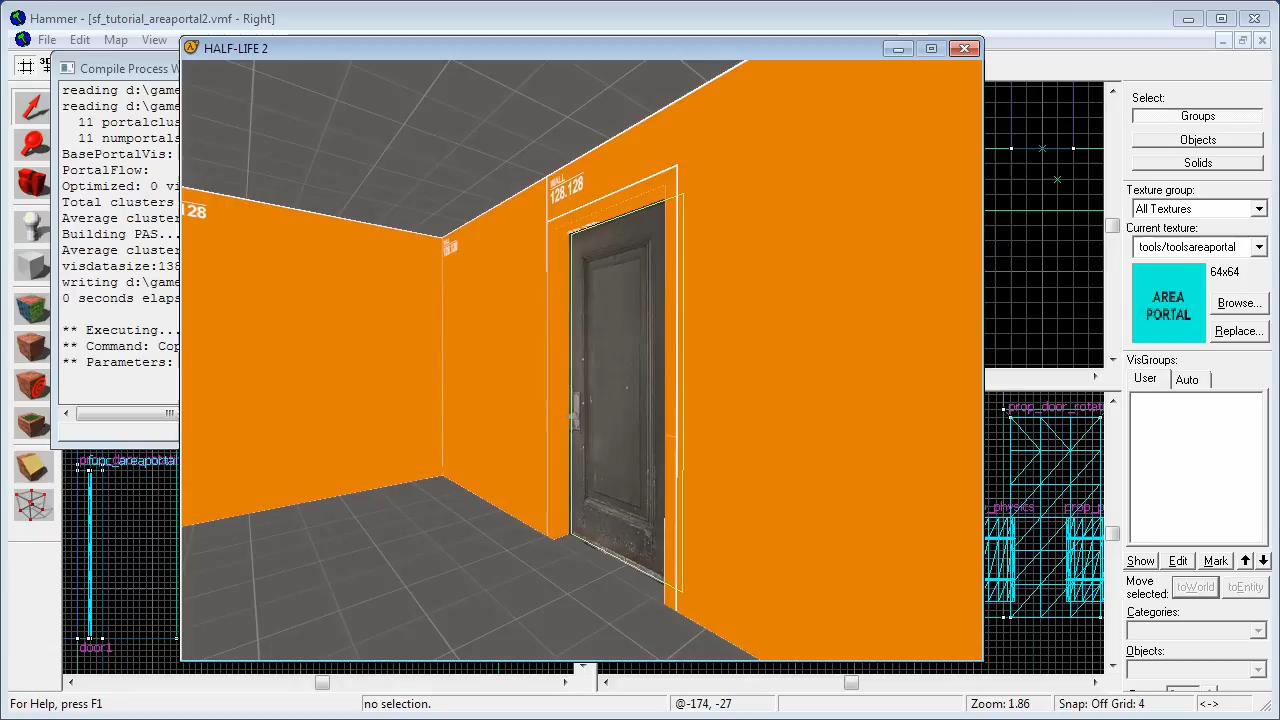 Hammer - [sf_tutorial_areaportal2.vmf - Right]
File Edit Map View
HALF-LIFE 2
Compile Process W
reading d:\game
reading d:\game
11 portalclus
11 numportals
BasePortalVis:
PortalFlow:
Optimized: 0 vi
Total clusters
Average cluster
Building PAS...
Average cluster
visdatasize:138
writing d:\game
0 seconds elaps
** Executing...
** Command: Cop
** Parameters:
128
WALL
128.128
func_areaportal
door1
prop_door_rotat
_physics
prop_p
Select:
Groups
Objects
Solids
Texture group:
All Textures
Current texture:
tools/toolsareaportal
AREA
PORTAL
64x64
Browse...
Replace...
VisGroups:
User Auto
Show Edit Mark
Move
selected:
toWorld toEntity
Categories:
Objects:
For Help, press F1
no selection.
@-174, -27
Zoom: 1.86
Snap: Off Grid: 4
<->